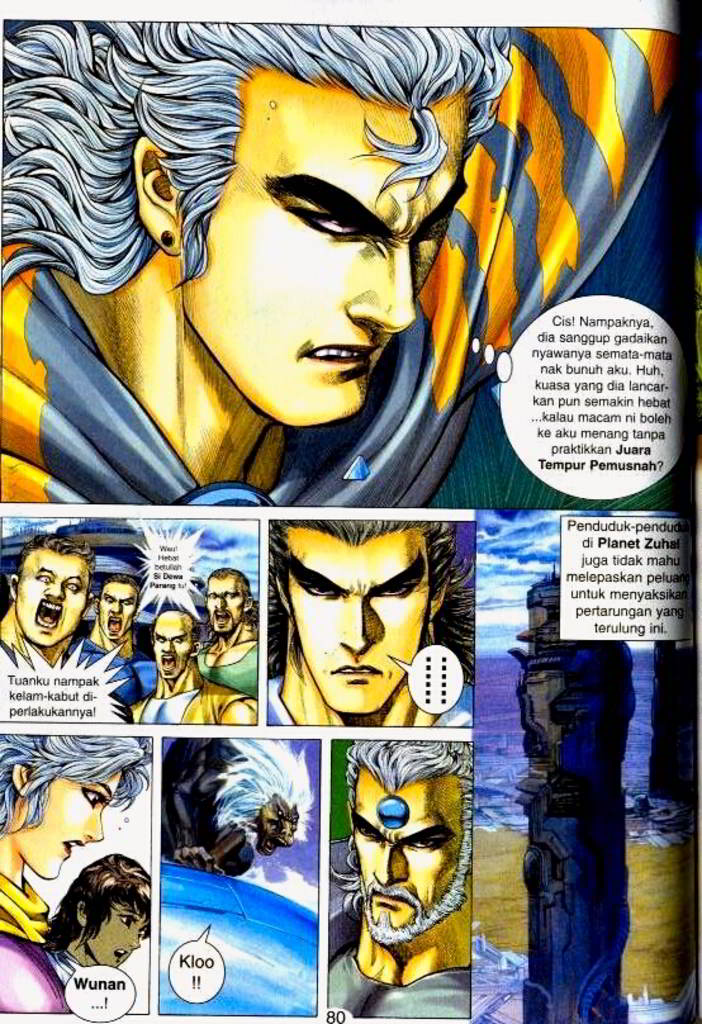 Cis! Nampaknya,
dia sanggup gadaikan
nyawanya semata-mata
nak bunuh aku. Huh,
kuasa yang dia lancar-
kan pun semakin hebat
...kalau macam ni boleh
ke aku menang tanpa
praktikkan Juara
Tempur Pemusnah?
Wau!
Hebat
betullah
Si Dewa
Parang tu!
Tuanku nampak
kelam-kabut di-
perlakukannya!
Penduduk-penduduk
di Planet Zuhal
juga tidak mahu
melepaskan peluang
untuk menyaksikan
pertarungan yang
terulung ini.
Wunan
...!
Kloo
!!
80